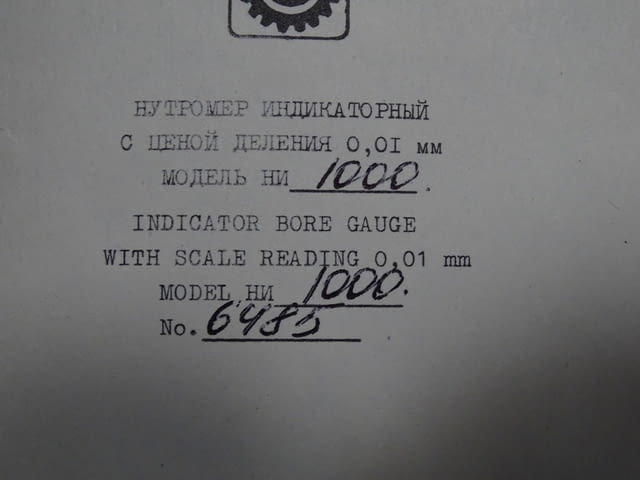 НУТРОМЕР ИНДИКАТОРНЫЙ
С ЦЕНОЙ ДЕЛЕНИЯ 0,01 мм
МОДЕЛЬ НИ 1000.
INDICATOR BORE GAUGE
WITH SCALE READING 0,01 mm
MODEL НИ 1000.
No. 6485